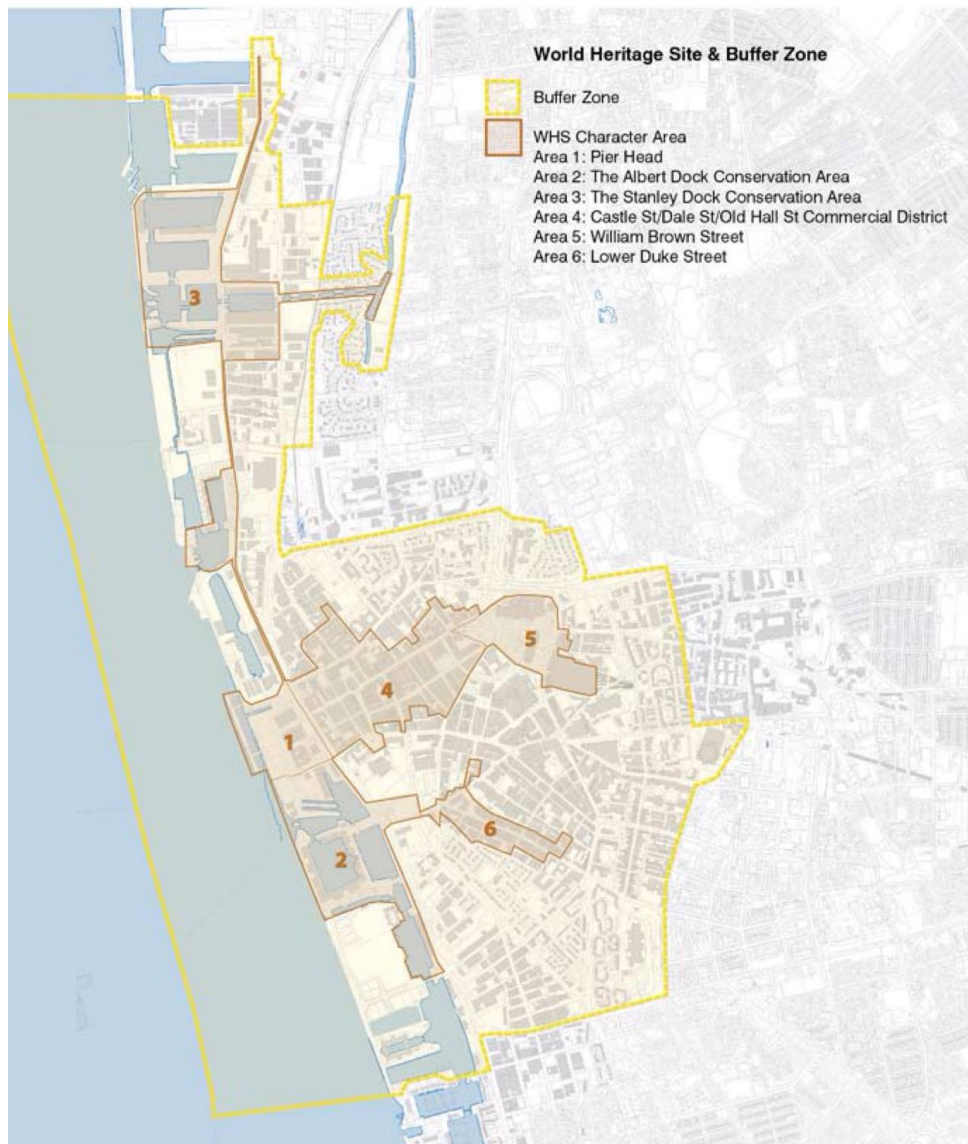 World Heritage Site & Buffer Zone
Buffer Zone
WHS Character Area
Area 1: Pier Head
Area 2: The Albert Dock Conservation Area
Area 3: The Stanley Dock Conservation Area
Area 4: Castle St/Dale St/Old Hall St Commercial District
Area 5: William Brown Street
Area 6: Lower Duke Street
3
5
4
1
6
2